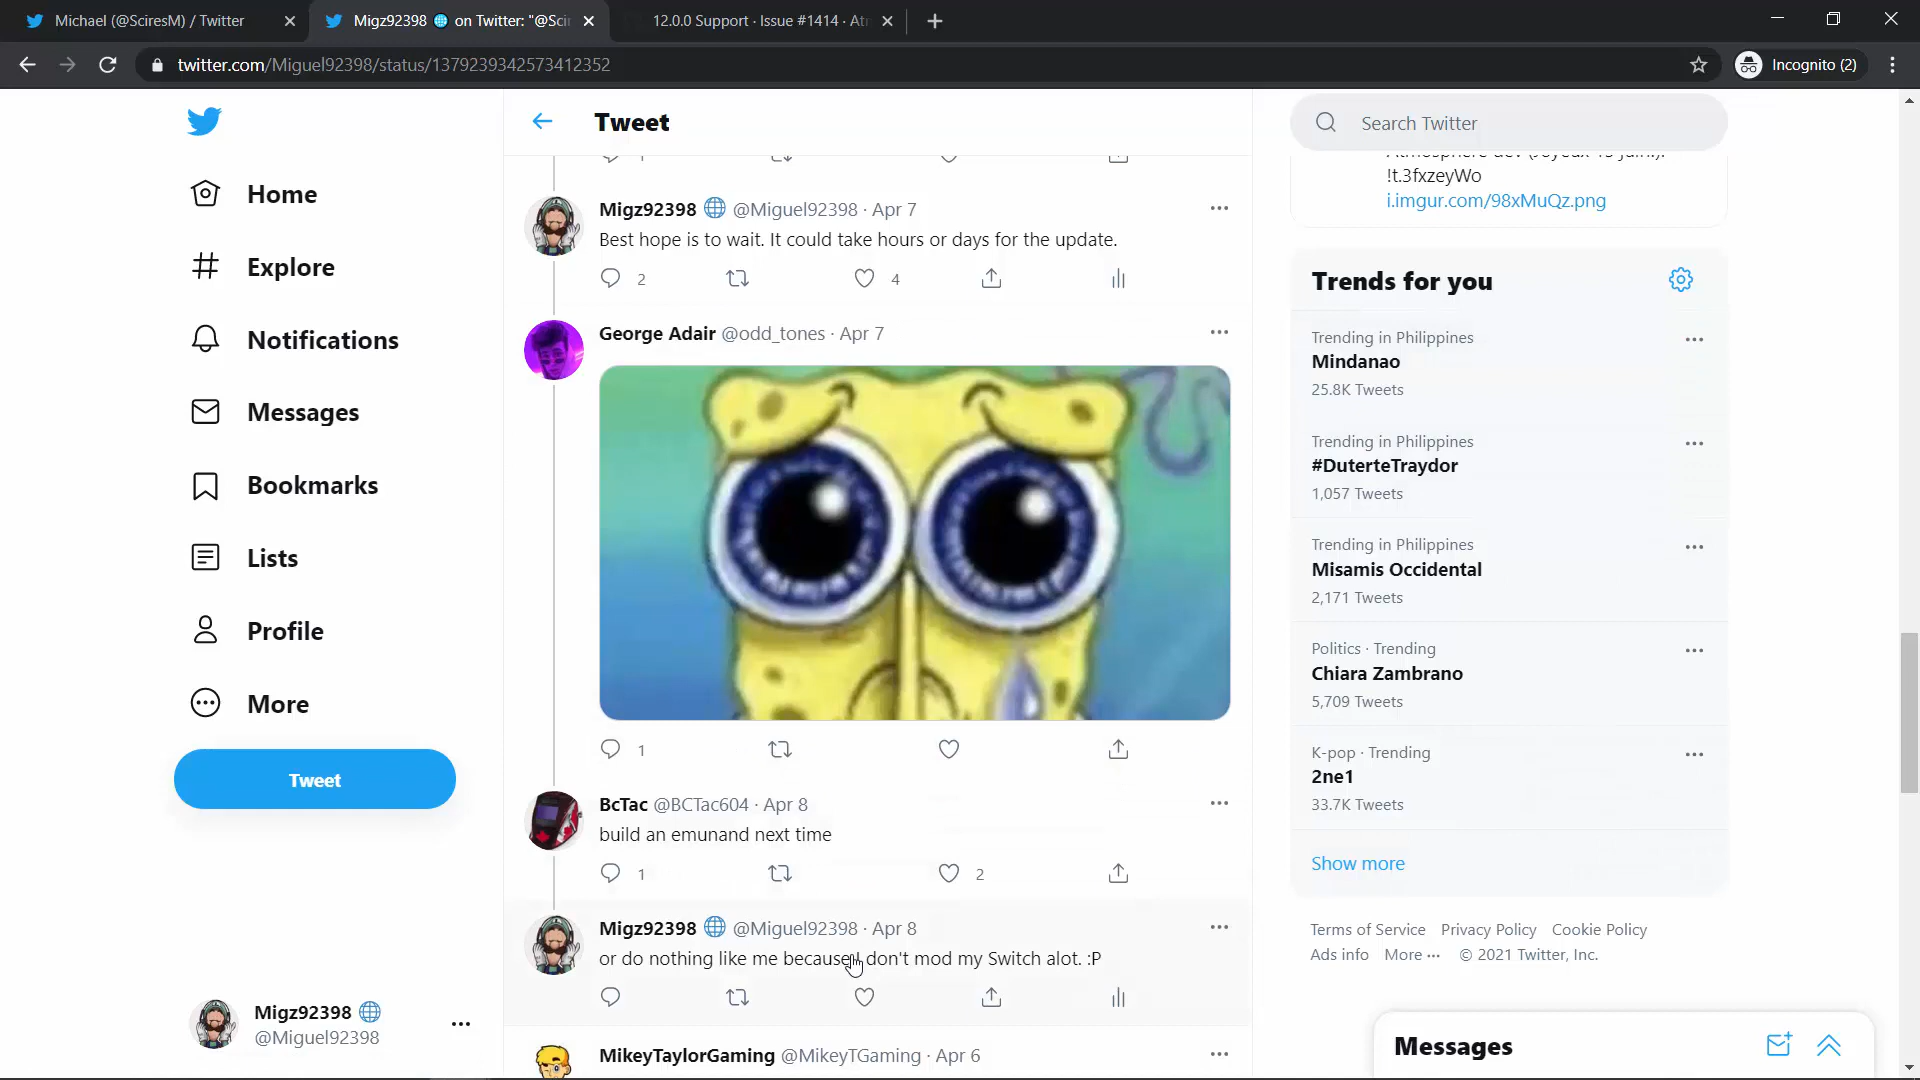 Michael (@SciresM) / Twitter
Migz92398 🌐 on Twitter: "@Sci
12.0.0 Support · Issue #1414 · At
twitter.com/Miguel92398/status/1379239342573412352
Incognito (2)
Home
Explore
Notifications
Messages
Bookmarks
Lists
Profile
More
Tweet
Migz92398 🌐
@Miguel92398
Tweet
1
Migz92398 🌐 @Miguel92398 · Apr 7
Best hope is to wait. It could take hours or days for the update.
2 4
George Adair @odd_tones · Apr 7
1
BcTac @BCTac604 · Apr 8
build an emunand next time
1 2
Migz92398 🌐 @Miguel92398 · Apr 8
or do nothing like me because I don't mod my Switch alot. :P
MikeyTaylorGaming @MikeyTGaming · Apr 6
Search Twitter
!t.3fxzeyWo
i.imgur.com/98xMuQz.png
Trends for you
Trending in Philippines
Mindanao
25.8K Tweets
Trending in Philippines
#DuterteTraydor
1,057 Tweets
Trending in Philippines
Misamis Occidental
2,171 Tweets
Politics · Trending
Chiara Zambrano
5,709 Tweets
K-pop · Trending
2ne1
33.7K Tweets
Show more
Terms of Service Privacy Policy Cookie Policy
Ads info More ··· © 2021 Twitter, Inc.
Messages